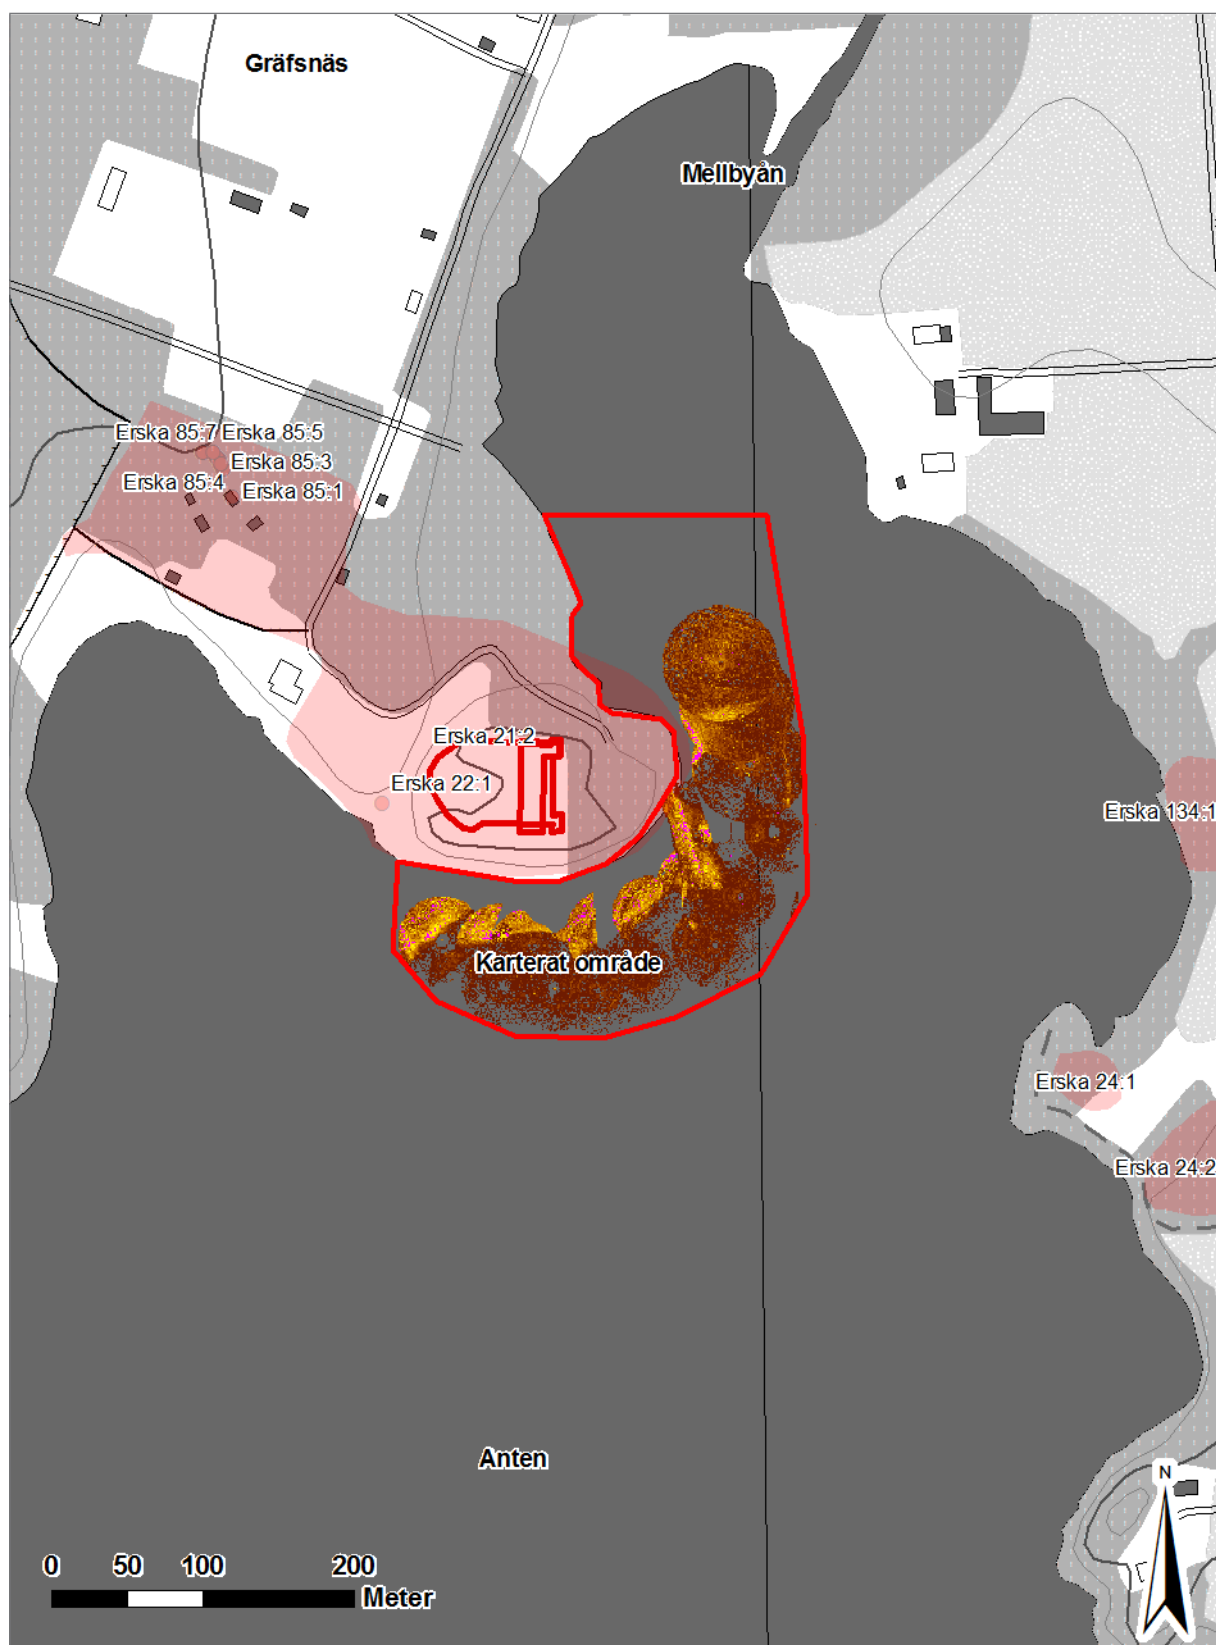 Gräfsnäs
Mellbyån
Erska 85:7 Erska 85:5
Erska 85:3
Erska 85:4
Erska 85:1
Erska 21:2
Erska 22:1
Erska 134:1
Karterat område
Erska 24:1
Erska 24:2
Anten
N
0 50 100 200
Meter